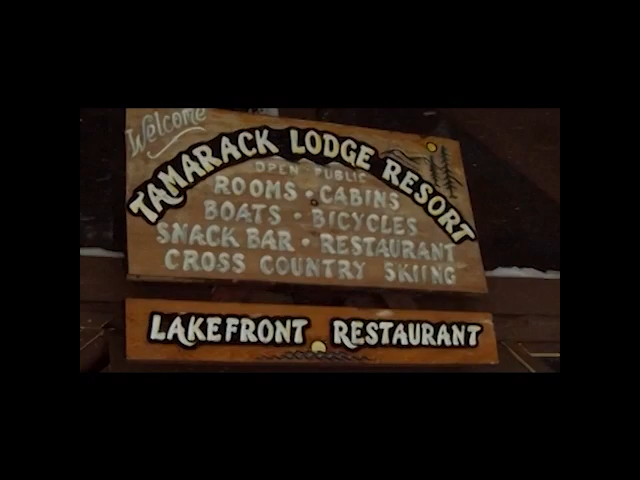 Welcome
TAMARACK LODGE RESORT
OPEN PUBLIC
ROOMS • CABINS
BOATS • BICYCLES
SNACK BAR • RESTAURANT
CROSS COUNTRY SKIING
LAKEFRONT RESTAURANT